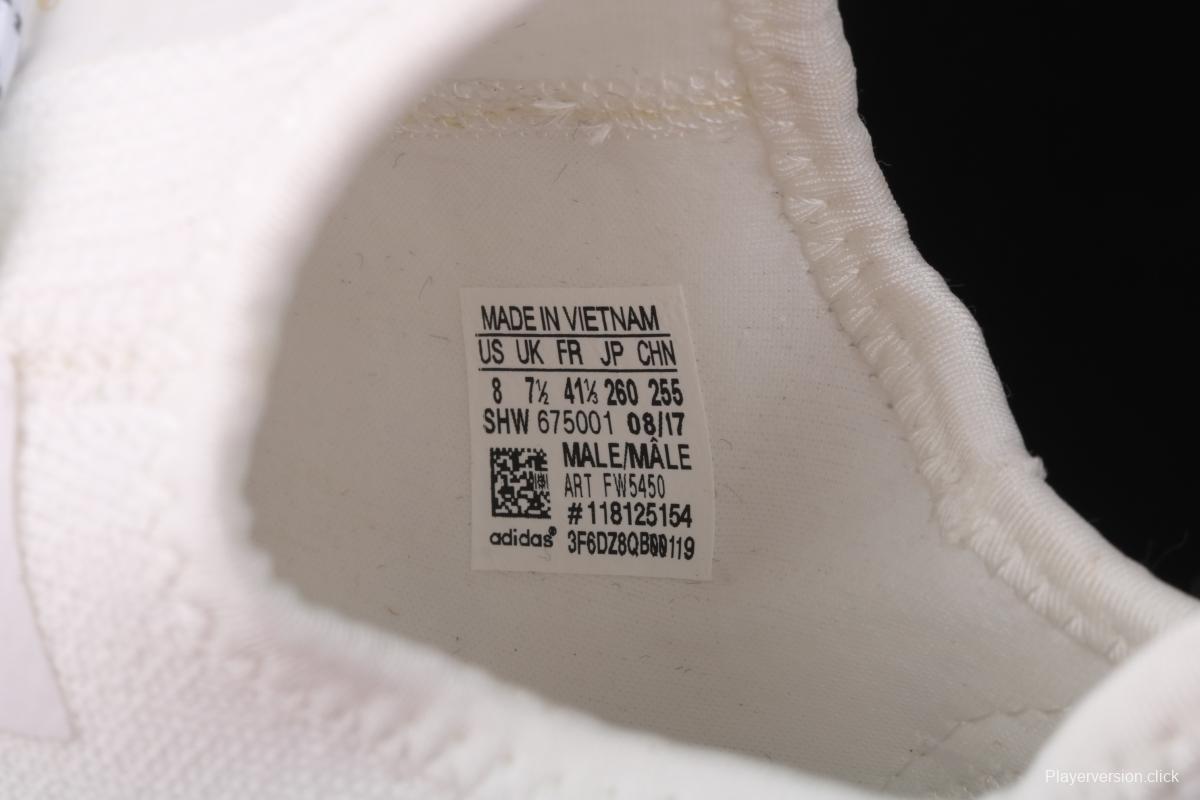 MADE IN VIETNAM
US UK FR JP CHN
8 7½ 41⅓ 260 255
SHW 675001 08/17
MALE/MÂLE
ART FW5450
#118125154
adidas® 3F6DZ8QB00119
Playerversion.click